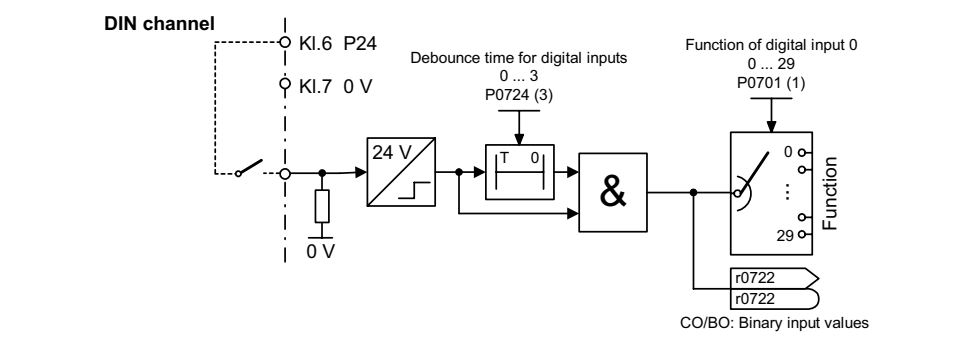 DIN channel
Kl.6 P24
Kl.7 0 V
Debounce time for digital inputs
0 ... 3
P0724 (3)
Function of digital input 0
0 ... 29
P0701 (1)
24 V
T 0
&
0
⋮
29
Function
0 V
r0722
r0722
CO/BO: Binary input values